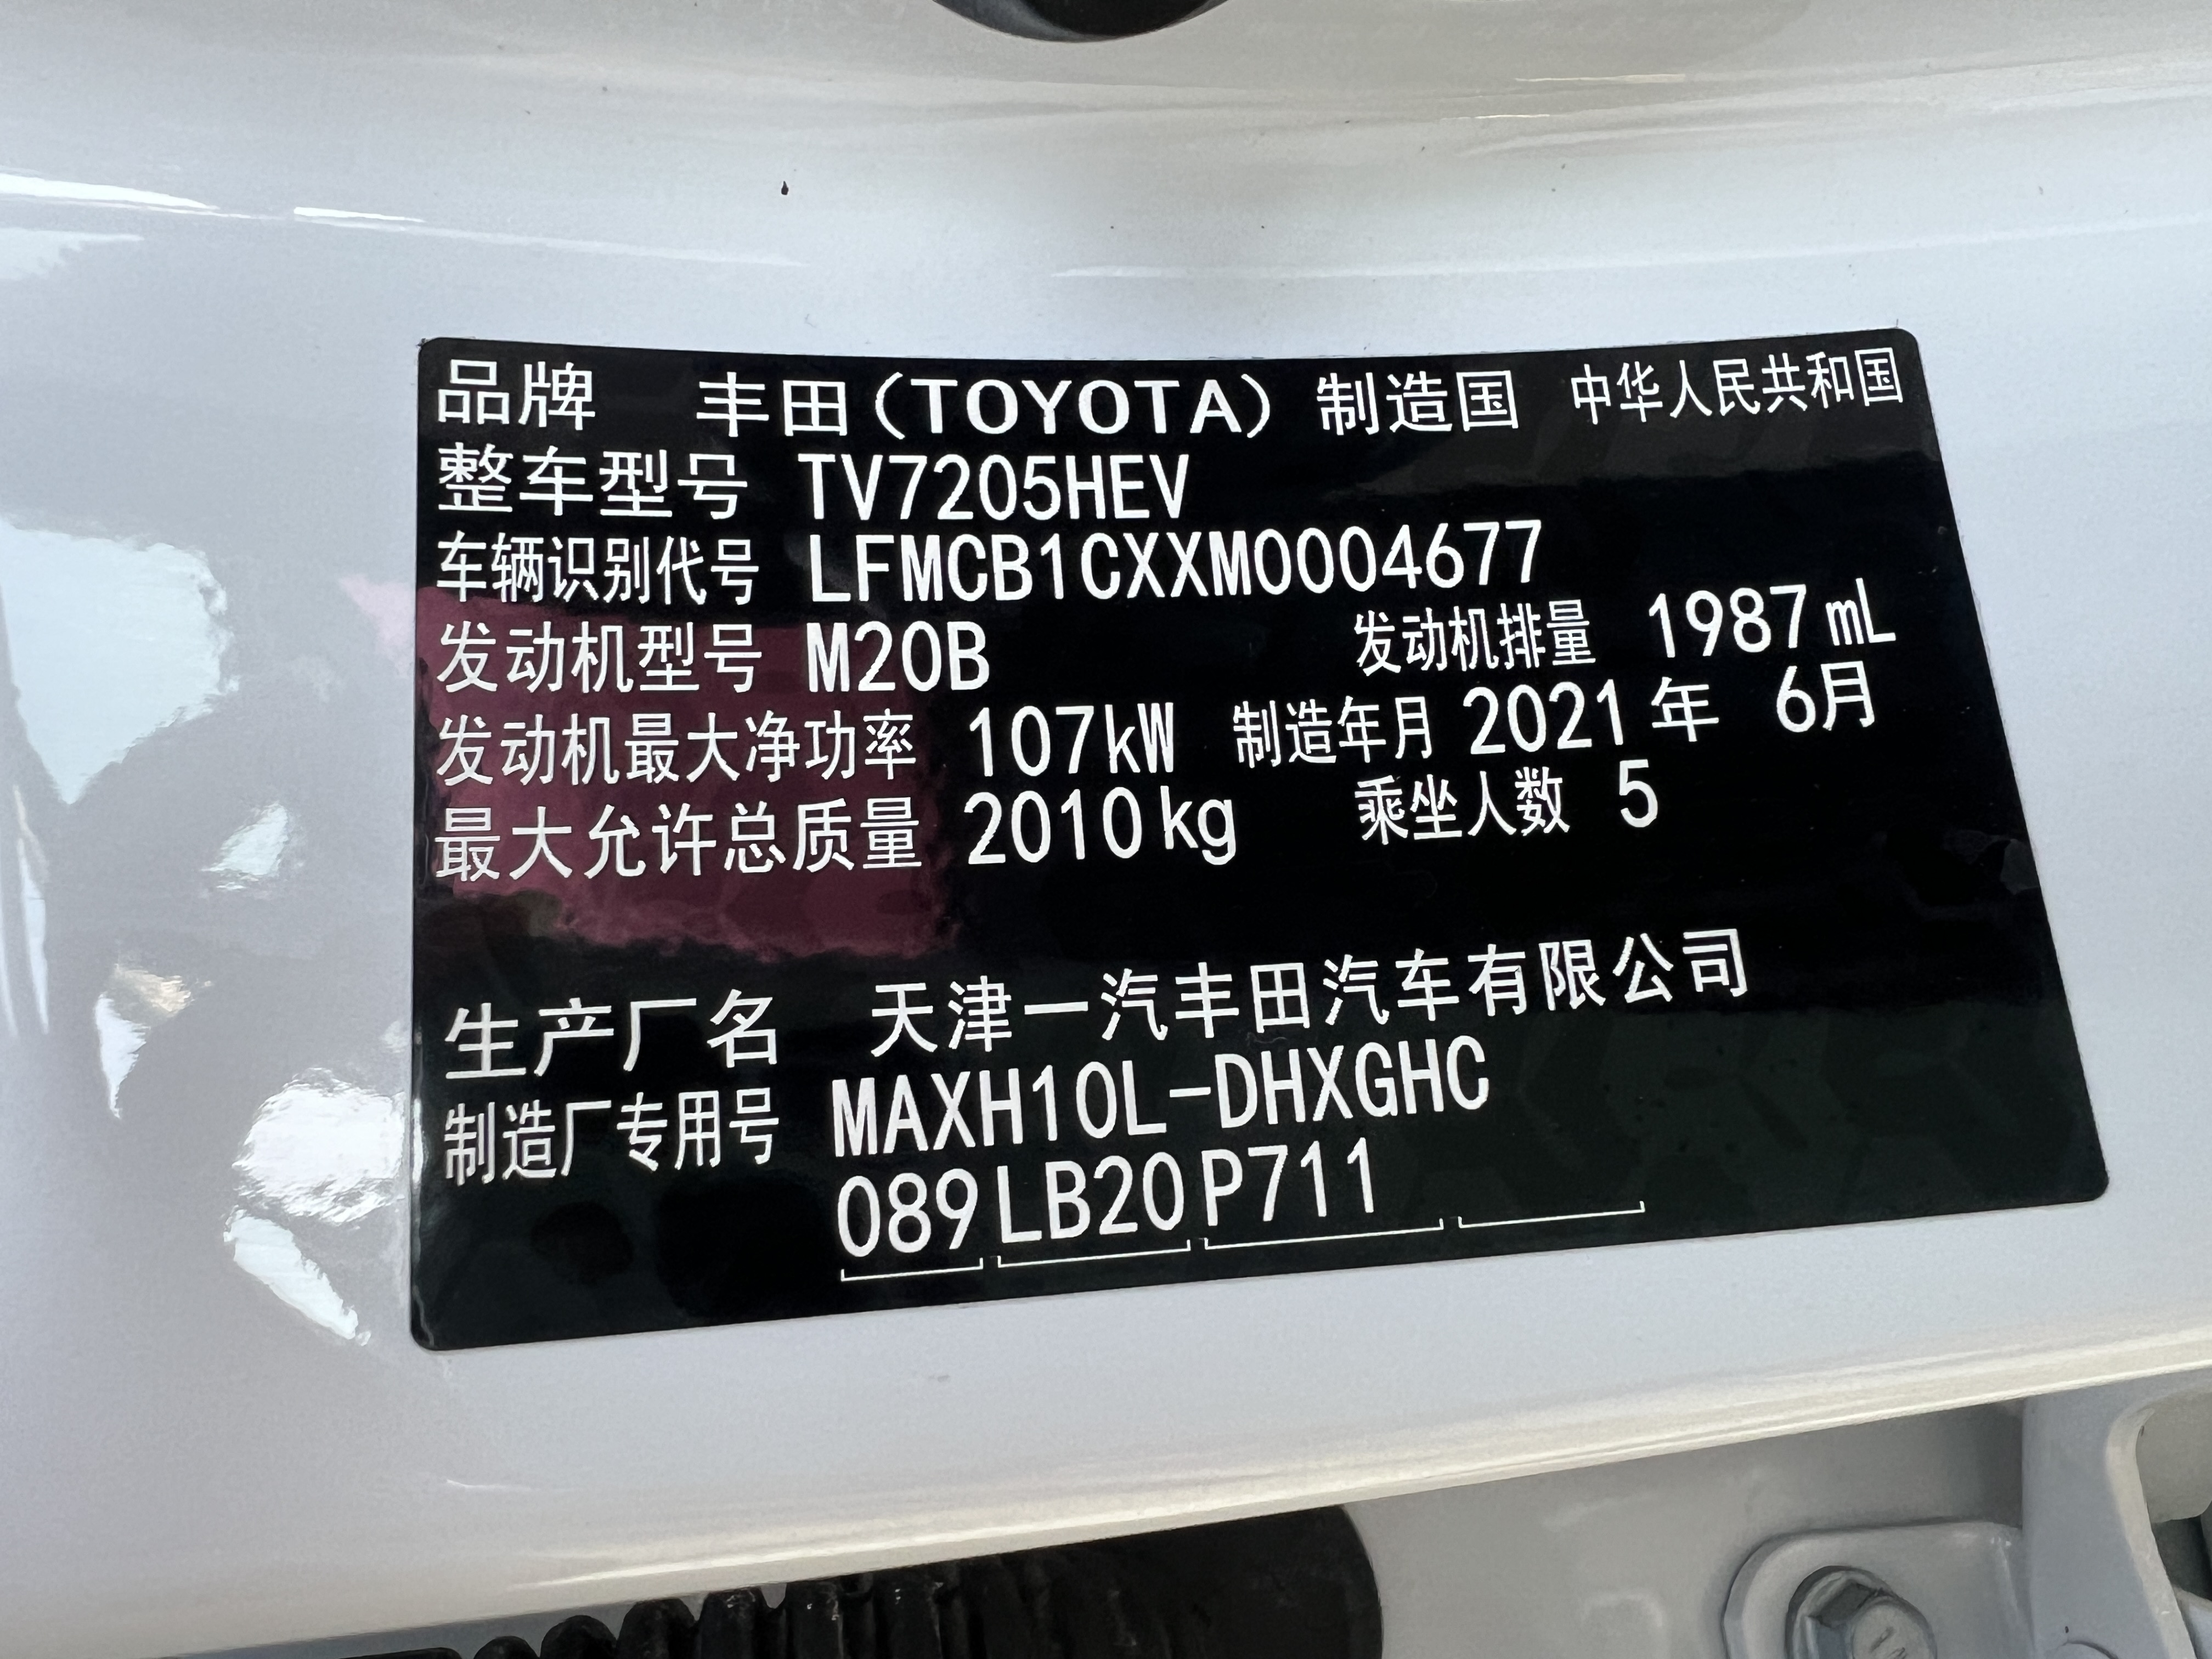 品牌 丰田(TOYOTA) 制造国 中华人民共和国
整车型号 TV7205HEV
车辆识别代号 LFMCB1CXXM0004677
发动机型号 M20B 发动机排量 1987mL
发动机最大净功率 107kW 制造年月 2021年 6月
最大允许总质量 2010kg 乘坐人数 5
生产厂名 天津一汽丰田汽车有限公司
制造厂专用号 MAXH10L-DHXGHC
089 LB20 P711